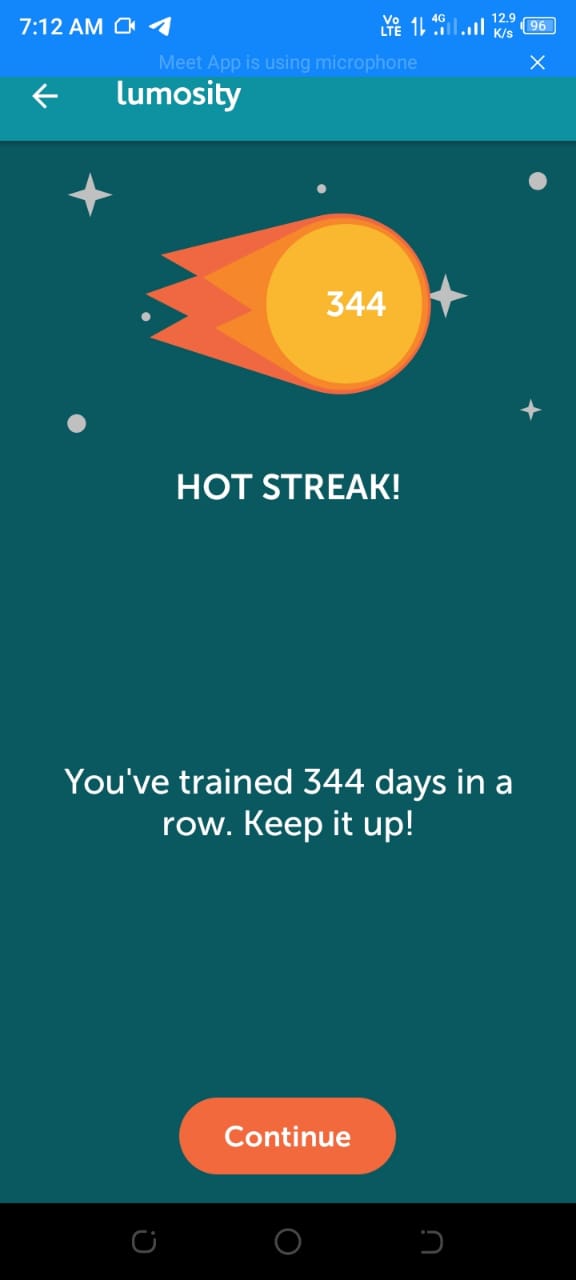 7:12 AM Vo LTE 4G 12.9 K/s 96
Meet App is using microphone
lumosity
344
HOT STREAK!
You've trained 344 days in a
row. Keep it up!
Continue